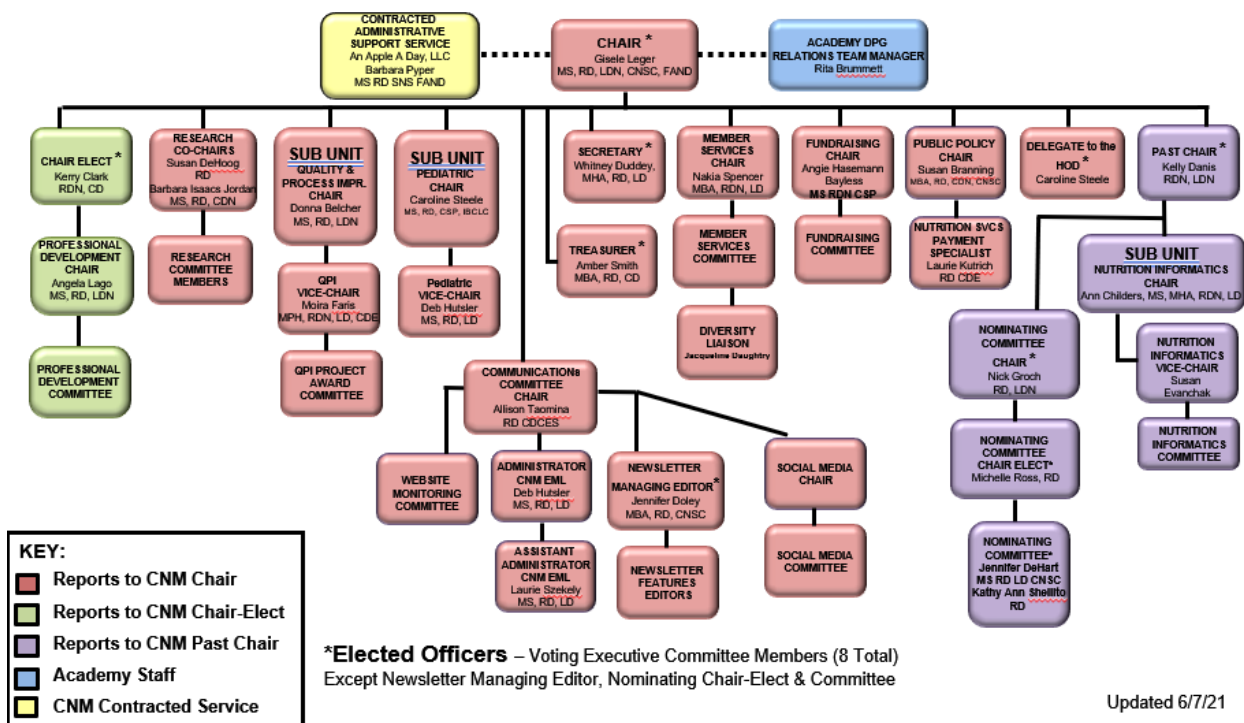 CONTRACTED
ADMINISTRATIVE
SUPPORT SERVICE
An Apple A Day, LLC
Barbara Pyper
MS RD SNS FAND
CHAIR *
Gisele Leger
MS, RD, LDN, CNSC, FAND
ACADEMY DPG
RELATIONS TEAM MANAGER
Rita Brummett
CHAIR ELECT *
Kerry Clark
RDN, CD
RESEARCH
CO-CHAIRS
Susan DeHoog
RD
Barbara Isaacs Jordan
MS, RD, CDN
SUB UNIT
QUALITY &
PROCESS IMPR.
CHAIR
Donna Belcher
MS, RD, LDN
SUB UNIT
PEDIATRIC
CHAIR
Caroline Steele
MS, RD, CSP, IBCLC
SECRETARY *
Whitney Duddey,
MHA, RD, LD
MEMBER
SERVICES
CHAIR
Nakia Spencer
MBA, RDN, LD
FUNDRAISING
CHAIR
Angie Hasemann
Bayless
MS RDN CSP
PUBLIC POLICY
CHAIR
Susan Branning
MBA, RD, CDN, CNSC
DELEGATE to the
HOD *
Caroline Steele
PAST CHAIR *
Kelly Danis
RDN, LDN
PROFESSIONAL
DEVELOPMENT
CHAIR
Angela Lago
MS, RD, LDN
RESEARCH
COMMITTEE
MEMBERS
QPI
VICE-CHAIR
Moira Faris
MPH, RDN, LD, CDE
Pediatric
VICE-CHAIR
Deb Hutsler
MS, RD, LD
TREASURER *
Amber Smith
MBA, RD, CD
MEMBER
SERVICES
COMMITTEE
FUNDRAISING
COMMITTEE
NUTRITION SVCS
PAYMENT
SPECIALIST
Laurie Kutrich
RD CDE
SUB UNIT
NUTRITION INFORMATICS
CHAIR
Ann Childers, MS, MHA, RDN, LD
PROFESSIONAL
DEVELOPMENT
COMMITTEE
QPI PROJECT
AWARD
COMMITTEE
DIVERSITY
LIAISON
Jacqueline Daughtry
NOMINATING
COMMITTEE
CHAIR *
Nick Groch
RD, LDN
NUTRITION
INFORMATICS
VICE-CHAIR
Susan
Evanchak
COMMUNICATIONs
COMMITTEE
CHAIR
Allison Taomina
RD CDCES
NOMINATING
COMMITTEE
CHAIR ELECT*
Michelle Ross, RD
NUTRITION
INFORMATICS
COMMITTEE
WEBSITE
MONITORING
COMMITTEE
ADMINISTRATOR
CNM EML
Deb Hutsler
MS, RD, LD
NEWSLETTER
MANAGING EDITOR *
Jennifer Doley
MBA, RD, CNSC
SOCIAL MEDIA
CHAIR
ASSISTANT
ADMINISTRATOR
CNM EML
Laurie Szekely
MS, RD, LD
NEWSLETTER
FEATURES
EDITORS
SOCIAL MEDIA
COMMITTEE
NOMINATING
COMMITTEE*
Jennifer DeHart
MS RD LD CNSC
Kathy Ann Shellito
RD
KEY:
Reports to CNM Chair
Reports to CNM Chair-Elect
Reports to CNM Past Chair
Academy Staff
CNM Contracted Service
*Elected Officers – Voting Executive Committee Members (8 Total)
Except Newsletter Managing Editor, Nominating Chair-Elect & Committee
Updated 6/7/21